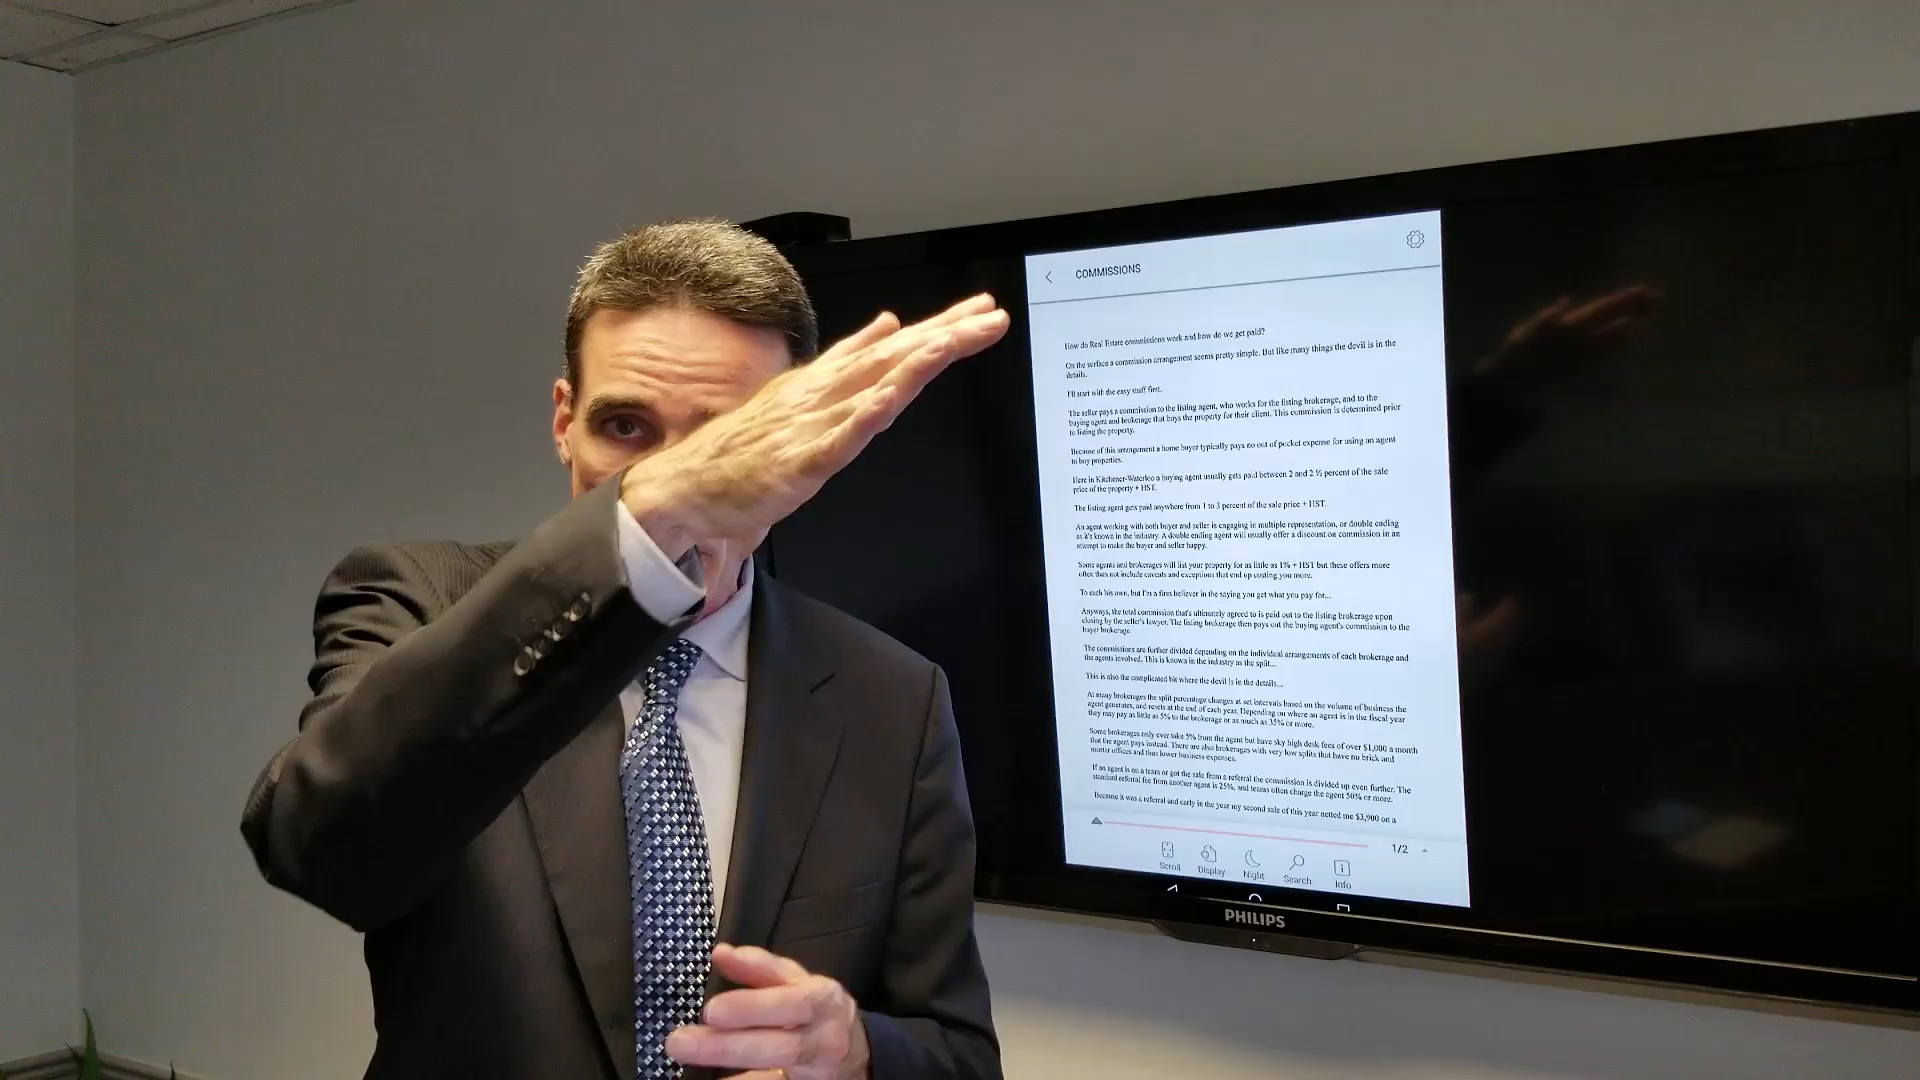 COMMISSIONS
How do Real Estate commissions work and how do we get paid?
On the surface a commission arrangement seems pretty simple. But like many things the devil is in the
details.
I'll start with the easy stuff first.
The seller pays a commission to the listing agent, who works for the listing brokerage, and to the
buying agent and brokerage that buys the property for their client. This commission is determined prior
to listing the property.
Because of this arrangement a home buyer typically pays no out of pocket expense for using an agent
to buy properties.
Here in Kitchener-Waterloo a buying agent usually gets paid between 2 and 2 ½ percent of the sale
price of the property + HST.
The listing agent gets paid anywhere from 1 to 3 percent of the sale price + HST.
An agent working with both buyer and seller is engaging in multiple representation, or double ending
as it's known in the industry. A double ending agent will usually offer a discount on commission in an
attempt to make the buyer and seller happy.
Some agents and brokerages will list your property for as little as 1% + HST but these offers more
often than not include caveats and exceptions that end up costing you more.
To each his own, but I'm a firm believer in the saying you get what you pay for...
Anyways, the total commission that's ultimately agreed to is paid out to the listing brokerage upon
closing by the seller's lawyer. The listing brokerage then pays out the buying agent's commission to the
buyer brokerage.
The commissions are further divided depending on the individual arrangements of each brokerage and
the agents involved. This is known in the industry as the split...
This is also the complicated bit where the devil is in the details...
At many brokerages the split percentage changes at set intervals based on the volume of business the
agent generates, and resets at the end of each year. Depending on where an agent is in the fiscal year
they may pay as little as 5% to the brokerage or as much as 35% or more.
Some brokerages only ever take 5% from the agent but have sky high desk fees of over $1,000 a month
that the agent pays instead. There are also brokerages with very low splits that have no brick and
mortar offices and thus lower business expenses.
If an agent is on a team or got the sale from a referral the commission is divided up even further. The
standard referral fee from another agent is 25%, and teams often charge the agent 50% or more.
Because it was a referral and early in the year my second sale of this year netted me $3,900 on a
1/2
Scroll Display Night Search Info
PHILIPS